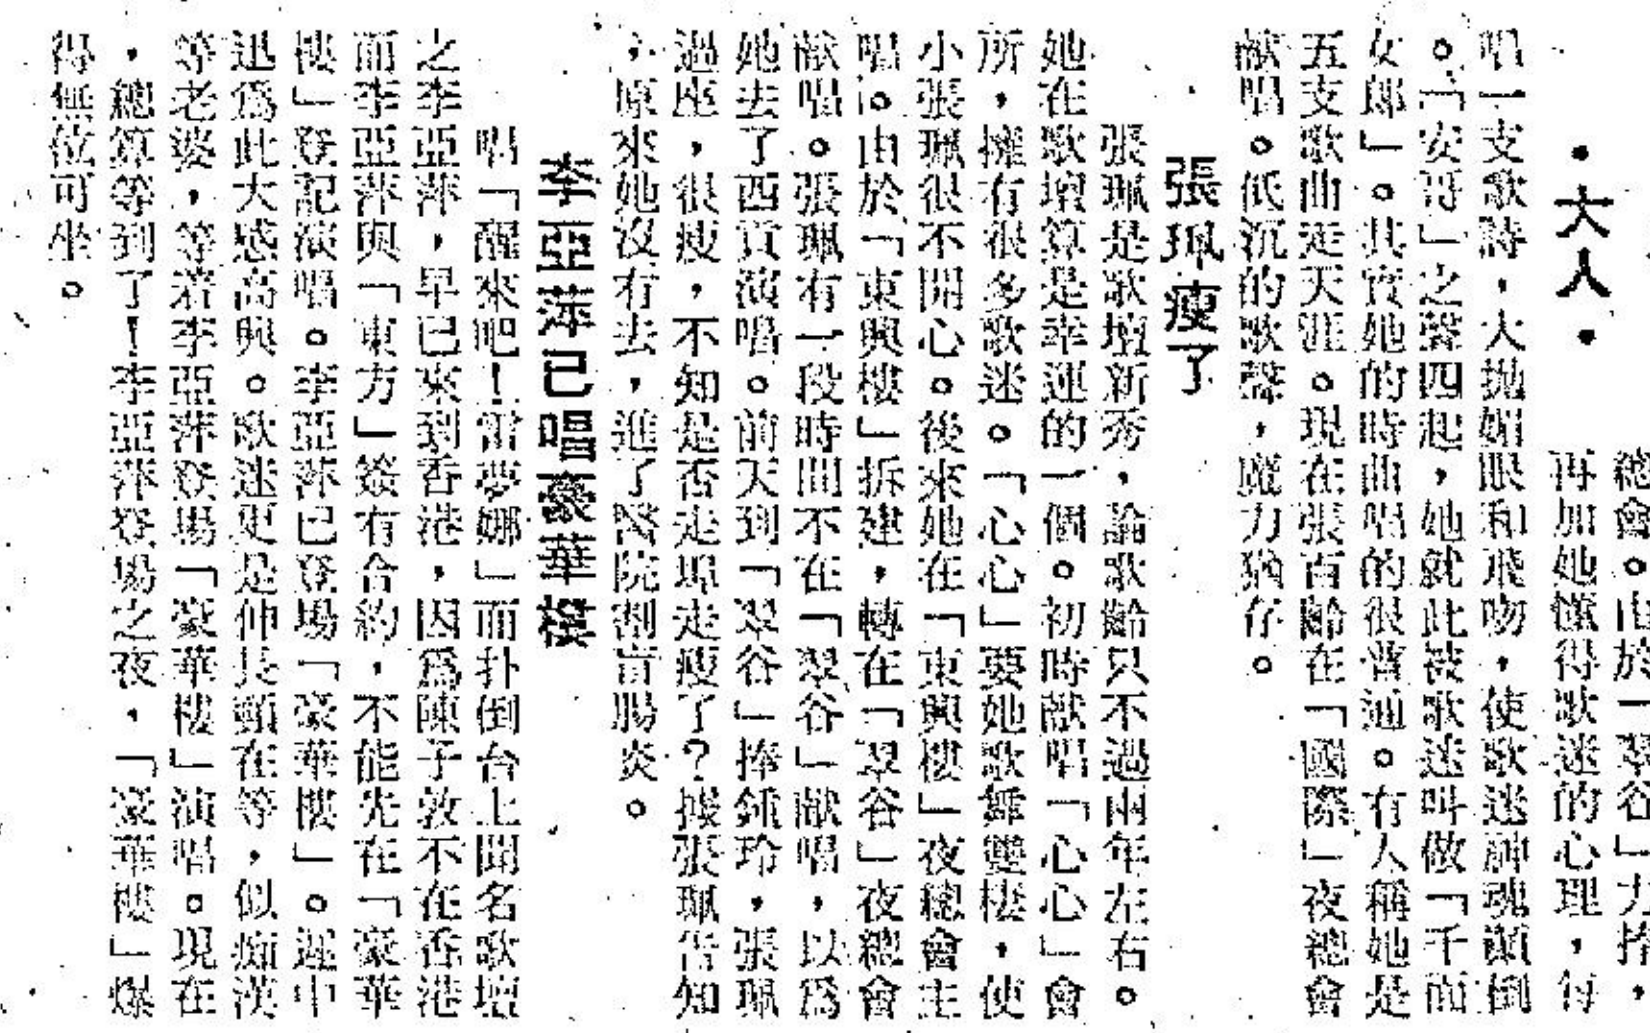 總會。由於「翠谷」力捧,
再加她懂得歌迷的心理,每
•大人•
唱一支歌時,大拋媚眼和飛吻,使歌迷神魂顛倒
。「安哥」之聲四起,她就此被歌迷叫做「千面
女郎」。其實她的時曲唱的很普通。有人稱她是
五支歌曲走天涯。現在張百齡在「國際」夜總會
献唱。低沉的歌聲,魔力猶存。
張珮瘦了
張珮是歌壇新秀,論歌齡只不過兩年左右。
她在歌壇算是幸運的一個。初時献唱「心心」會
所,擁有很多歌迷。「心心」要她歌舞雙棲,使
小張珮很不開心。後來她在「東興樓」夜總會主
唱。由於「東興樓」拆建,轉在「翠谷」夜總會
献唱。張珮有一段時間不在「翠谷」献唱,以爲
她去了西貢演唱。前天到「翠谷」捧鍾玲,張珮
過座,很瘦,不知是否走埠走瘦了?據張珮告知
,原來她沒有去,進了醫院割盲腸炎。
李亞萍已唱豪華樓
唱「醒來吧!雷夢娜」而扑倒台上聞名歌壇
之李亞萍,早已來到香港,因爲陳子敦不在香港
而李亞萍與「東方」簽有合約,不能先在「豪華
樓」登記演唱。李亞萍已登場「豪華樓」。遲中
迅爲此大感高興。歌迷更是伸長頸在等,似痴漢
等老婆,等着李亞萍登場「豪華樓」演唱。現在
,總算等到了!李亞萍登場之夜,「豪華樓」爆
得無位可坐。